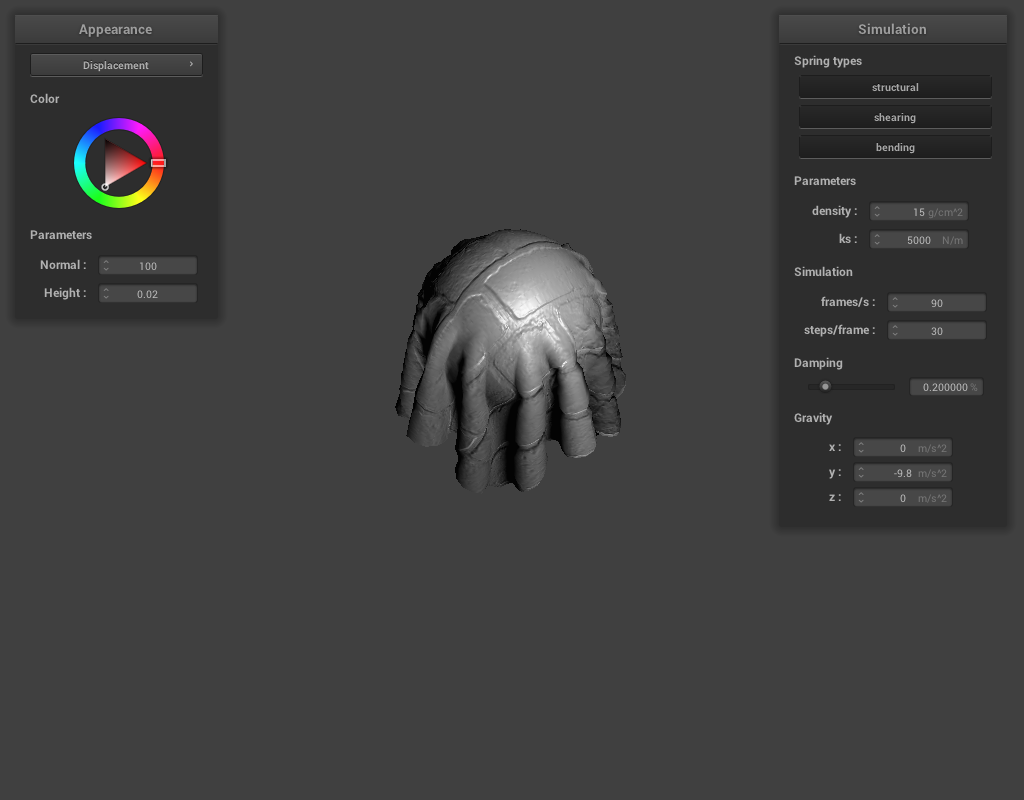 Appearance
Displacement
Color
Parameters
Normal : 100
Height : 0.02
Simulation
Spring types
structural
shearing
bending
Parameters
density : 15 g/cm^2
ks : 5000 N/m
Simulation
frames/s : 90
steps/frame : 30
Damping
0.200000 %
Gravity
x : 0 m/s^2
y : -9.8 m/s^2
z : 0 m/s^2